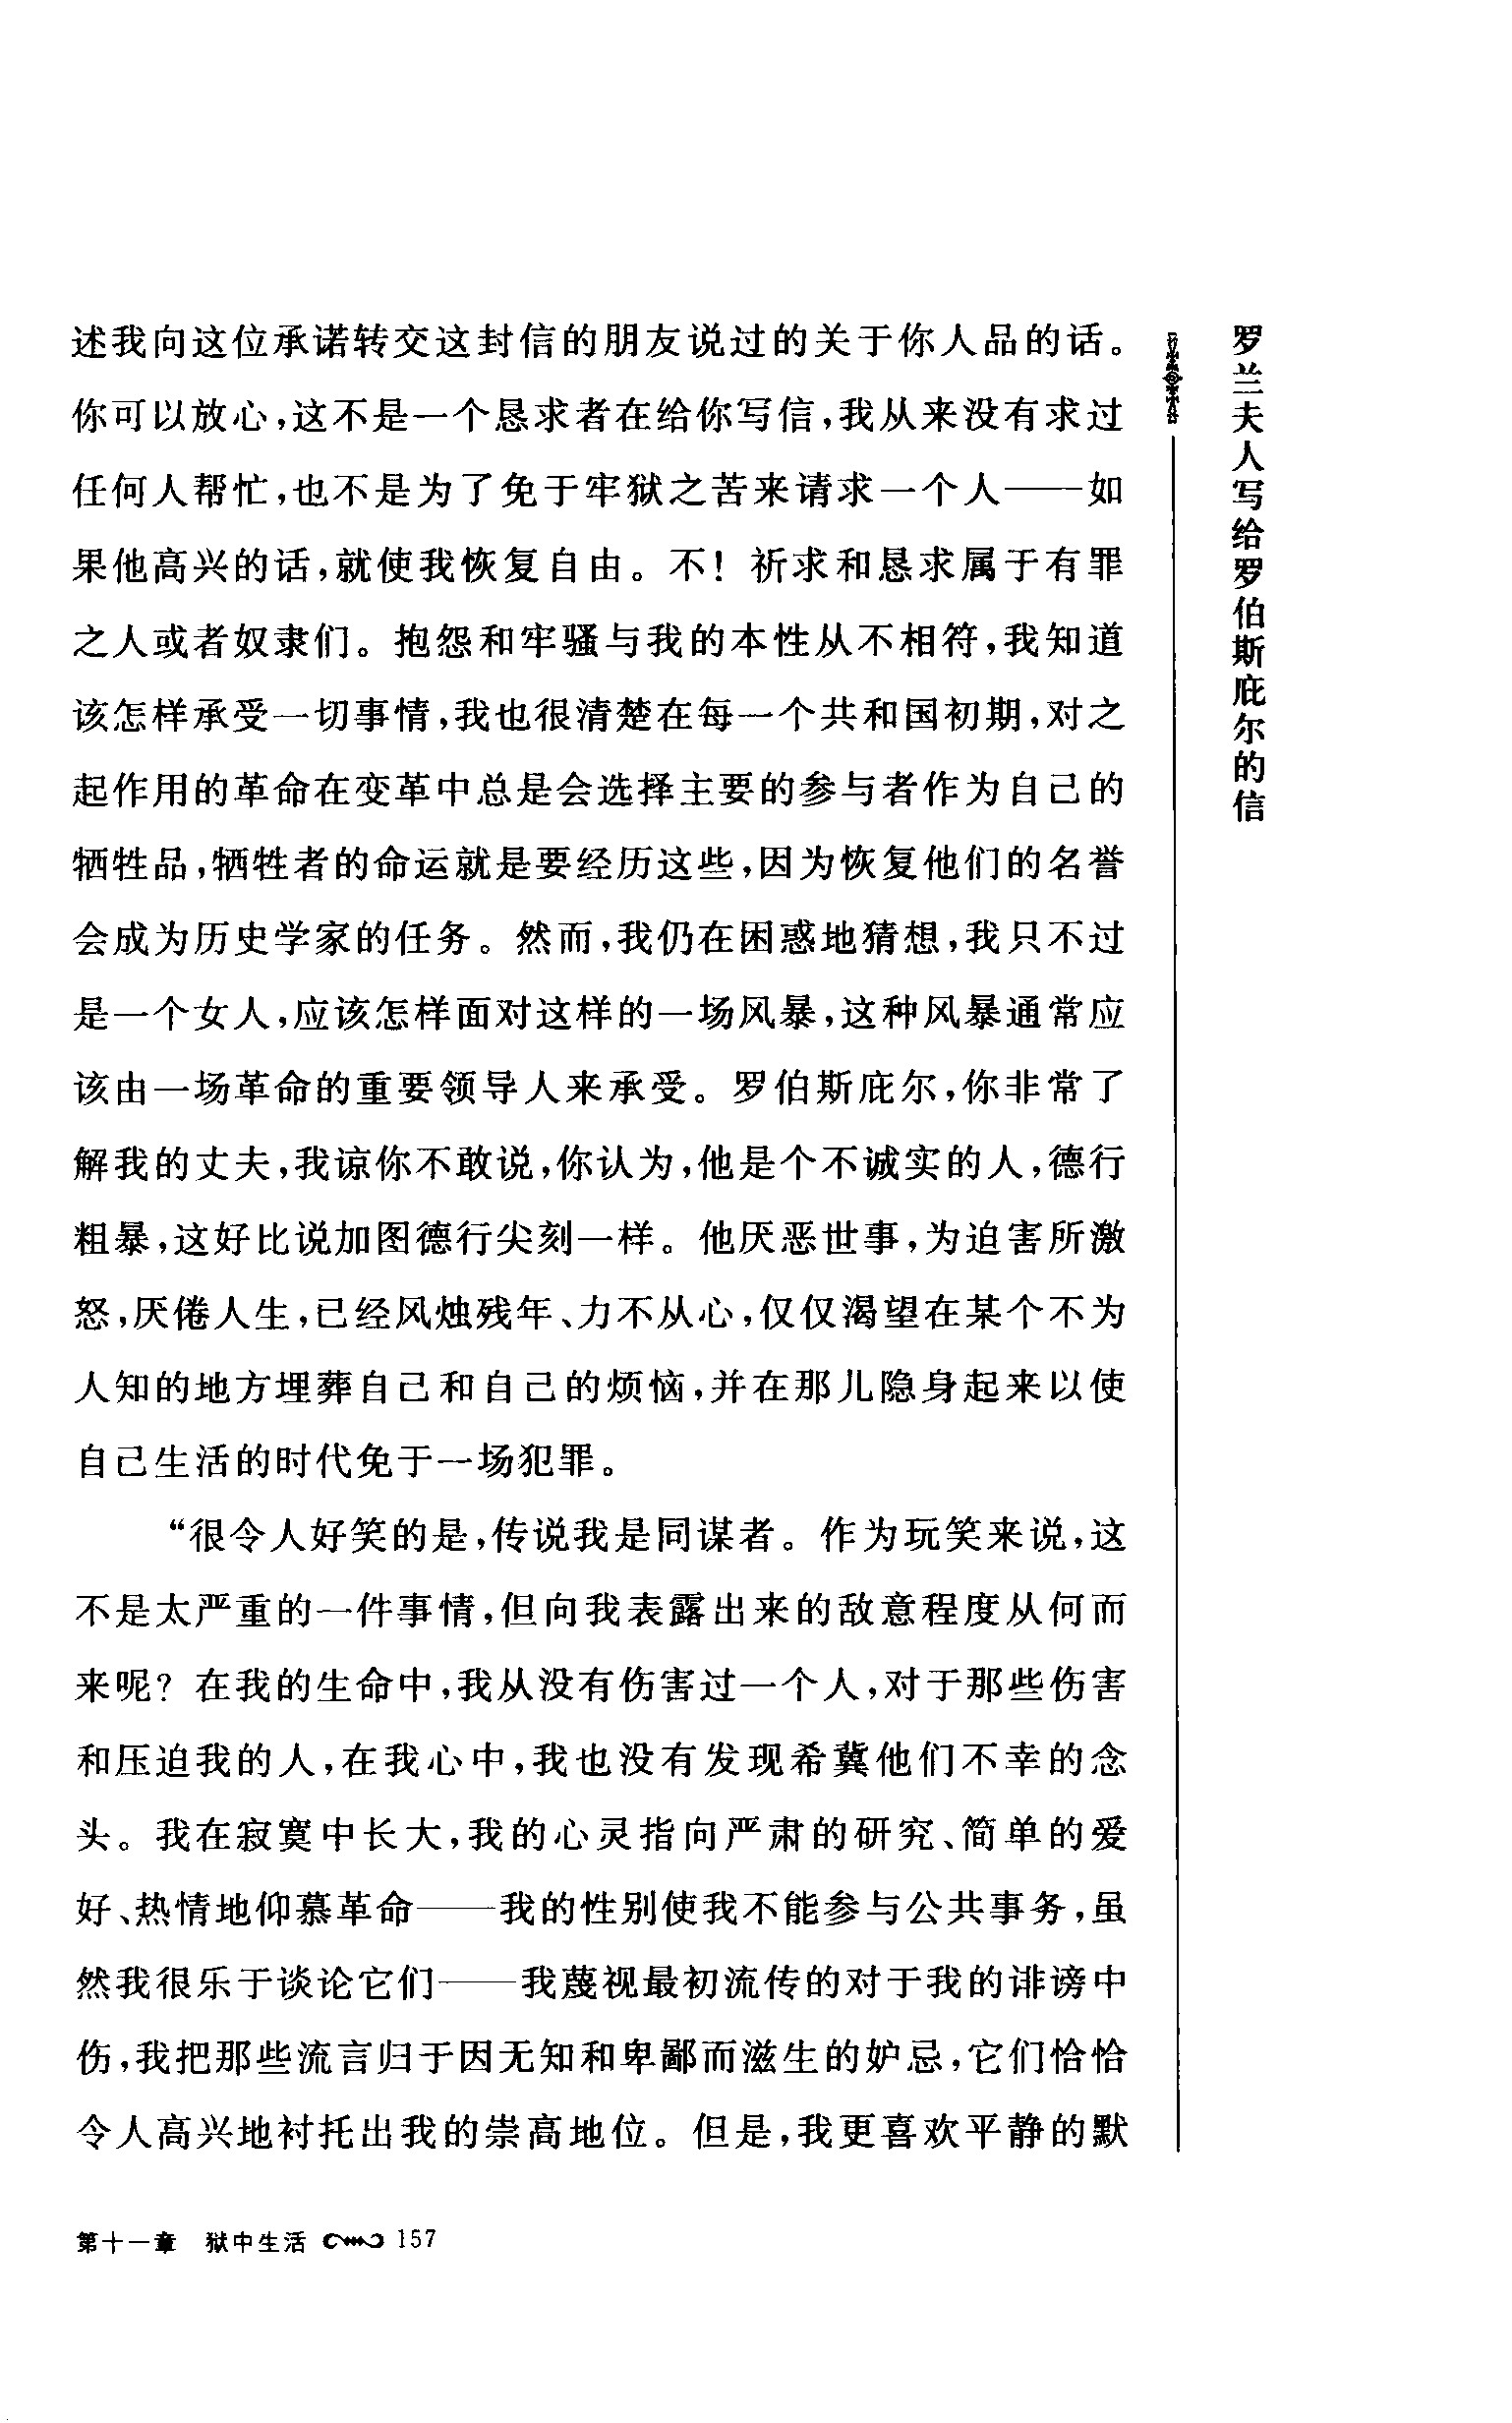 述我向这位承诺转交这封信的朋友说过的关于你人品的话。
你可以放心,这不是一个恳求者在给你写信,我从来没有求过
任何人帮忙,也不是为了免于牢狱之苦来请求一个人——如
果他高兴的话,就使我恢复自由。不！祈求和恳求属于有罪
之人或者奴隶们。抱怨和牢骚与我的本性从不相符,我知道
该怎样承受一切事情,我也很清楚在每一个共和国初期,对之
起作用的革命在变革中总是会选择主要的参与者作为自己的
牺牲品,牺牲者的命运就是要经历这些,因为恢复他们的名誉
会成为历史学家的任务。然而,我仍在困惑地猜想,我只不过
是一个女人,应该怎样面对这样的一场风暴,这种风暴通常应
该由一场革命的重要领导人来承受。罗伯斯庇尔,你非常了
解我的丈夫,我谅你不敢说,你认为,他是个不诚实的人,德行
粗暴,这好比说加图德行尖刻一样。他厌恶世事,为迫害所激
怒,厌倦人生,已经风烛残年、力不从心,仅仅渴望在某个不为
人知的地方埋葬自己和自己的烦恼,并在那儿隐身起来以使
自己生活的时代免于一场犯罪。
“很令人好笑的是,传说我是同谋者。作为玩笑来说,这
不是太严重的一件事情,但向我表露出来的敌意程度从何而
来呢？在我的生命中,我从没有伤害过一个人,对于那些伤害
和压迫我的人,在我心中,我也没有发现希冀他们不幸的念
头。我在寂寞中长大,我的心灵指向严肃的研究、简单的爱
好、热情地仰慕革命——我的性别使我不能参与公共事务,虽
然我很乐于谈论它们——我蔑视最初流传的对于我的诽谤中
伤,我把那些流言归于因无知和卑鄙而滋生的妒忌,它们恰恰
令人高兴地衬托出我的崇高地位。但是,我更喜欢平静的默
罗兰夫人写给罗伯斯庇尔的信
第十一章 狱中生活 157